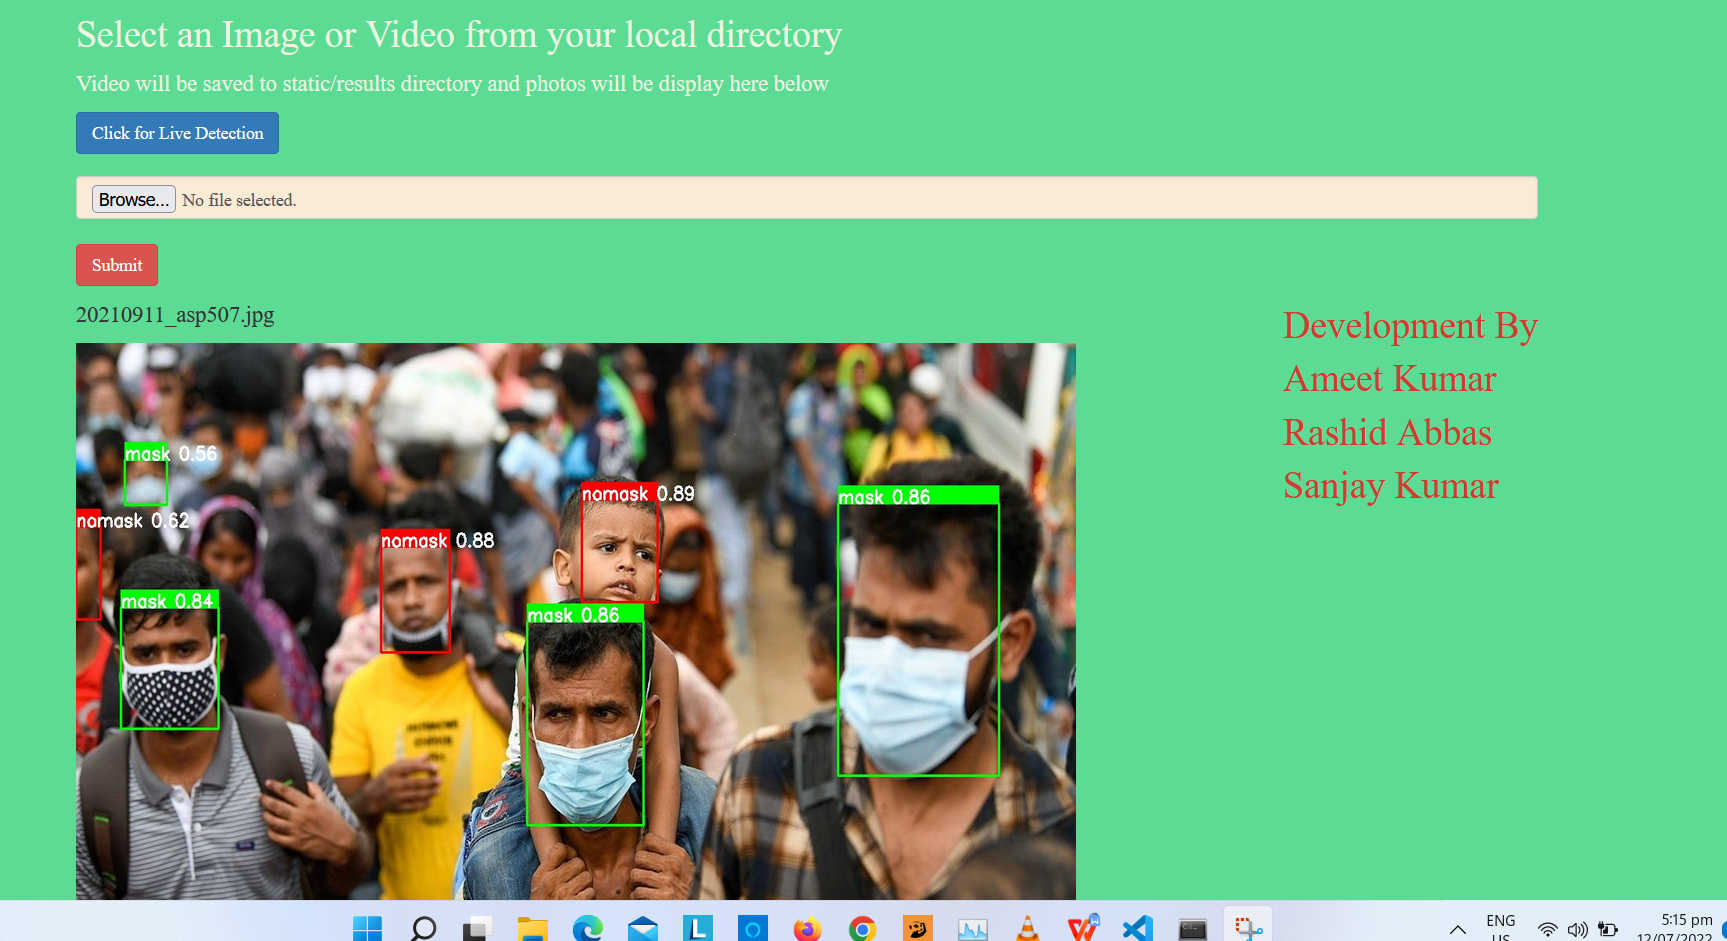 Select an Image or Video from your local directory
Video will be saved to static/results directory and photos will be display here below
Click for Live Detection
Browse... No file selected.
Submit
20210911_asp507.jpg
Development By
Ameet Kumar
Rashid Abbas
Sanjay Kumar
mask 0.56
nomask 0.62
nomask 0.88
nomask 0.89
mask 0.86
mask 0.84
mask 0.86
ENG
US
5:15 pm
12/07/2022